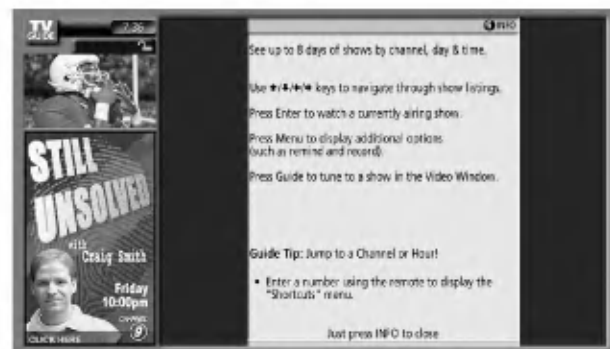 TV
GUIDE
7:36
INFO
See up to 8 days of shows by channel, day & time.
Use ↑/↓/←/→ keys to navigate through show listings.
Press Enter to watch a currently-airing show.
Press Menu to display additional options
(such as remind and record).
Press Guide to tune to a show in the Video Window.
Guide Tip: Jump to a Channel or Hour!
• Enter a number using the remote to display the
"Shortcuts" menu.
Just press INFO to close
STILL
UNSOLVED
with
Craig Smith
Friday
10:00pm
CHANNEL
9
CLICK HERE